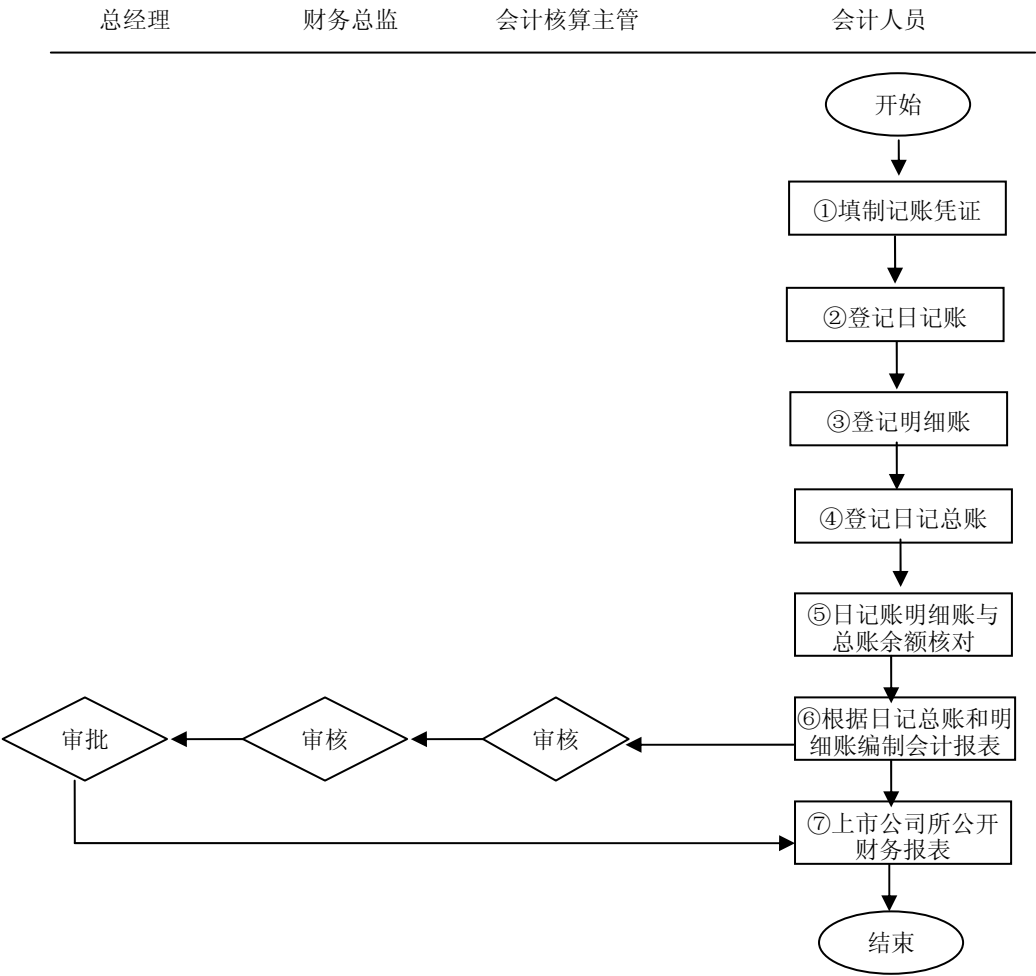 总经理 财务总监 会计核算主管 会计人员
开始
①填制记账凭证
②登记日记账
③登记明细账
④登记日记总账
⑤日记账明细账与
总账余额核对
审批 审核 审核
⑥根据日记总账和明
细账编制会计报表
⑦上市公司所公开
财务报表
结束